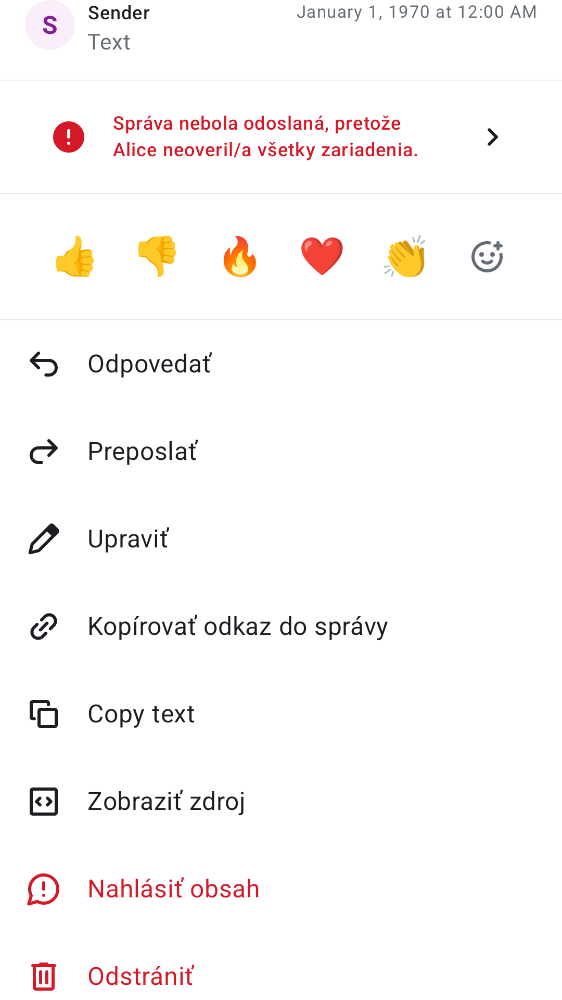 S
Sender
January 1, 1970 at 12:00 AM
Text
Správa nebola odoslaná, pretože
Alice neoveril/a všetky zariadenia.
Odpovedať
Preposlať
Upraviť
Kopírovať odkaz do správy
Copy text
Zobraziť zdroj
Nahlásiť obsah
Odstrániť